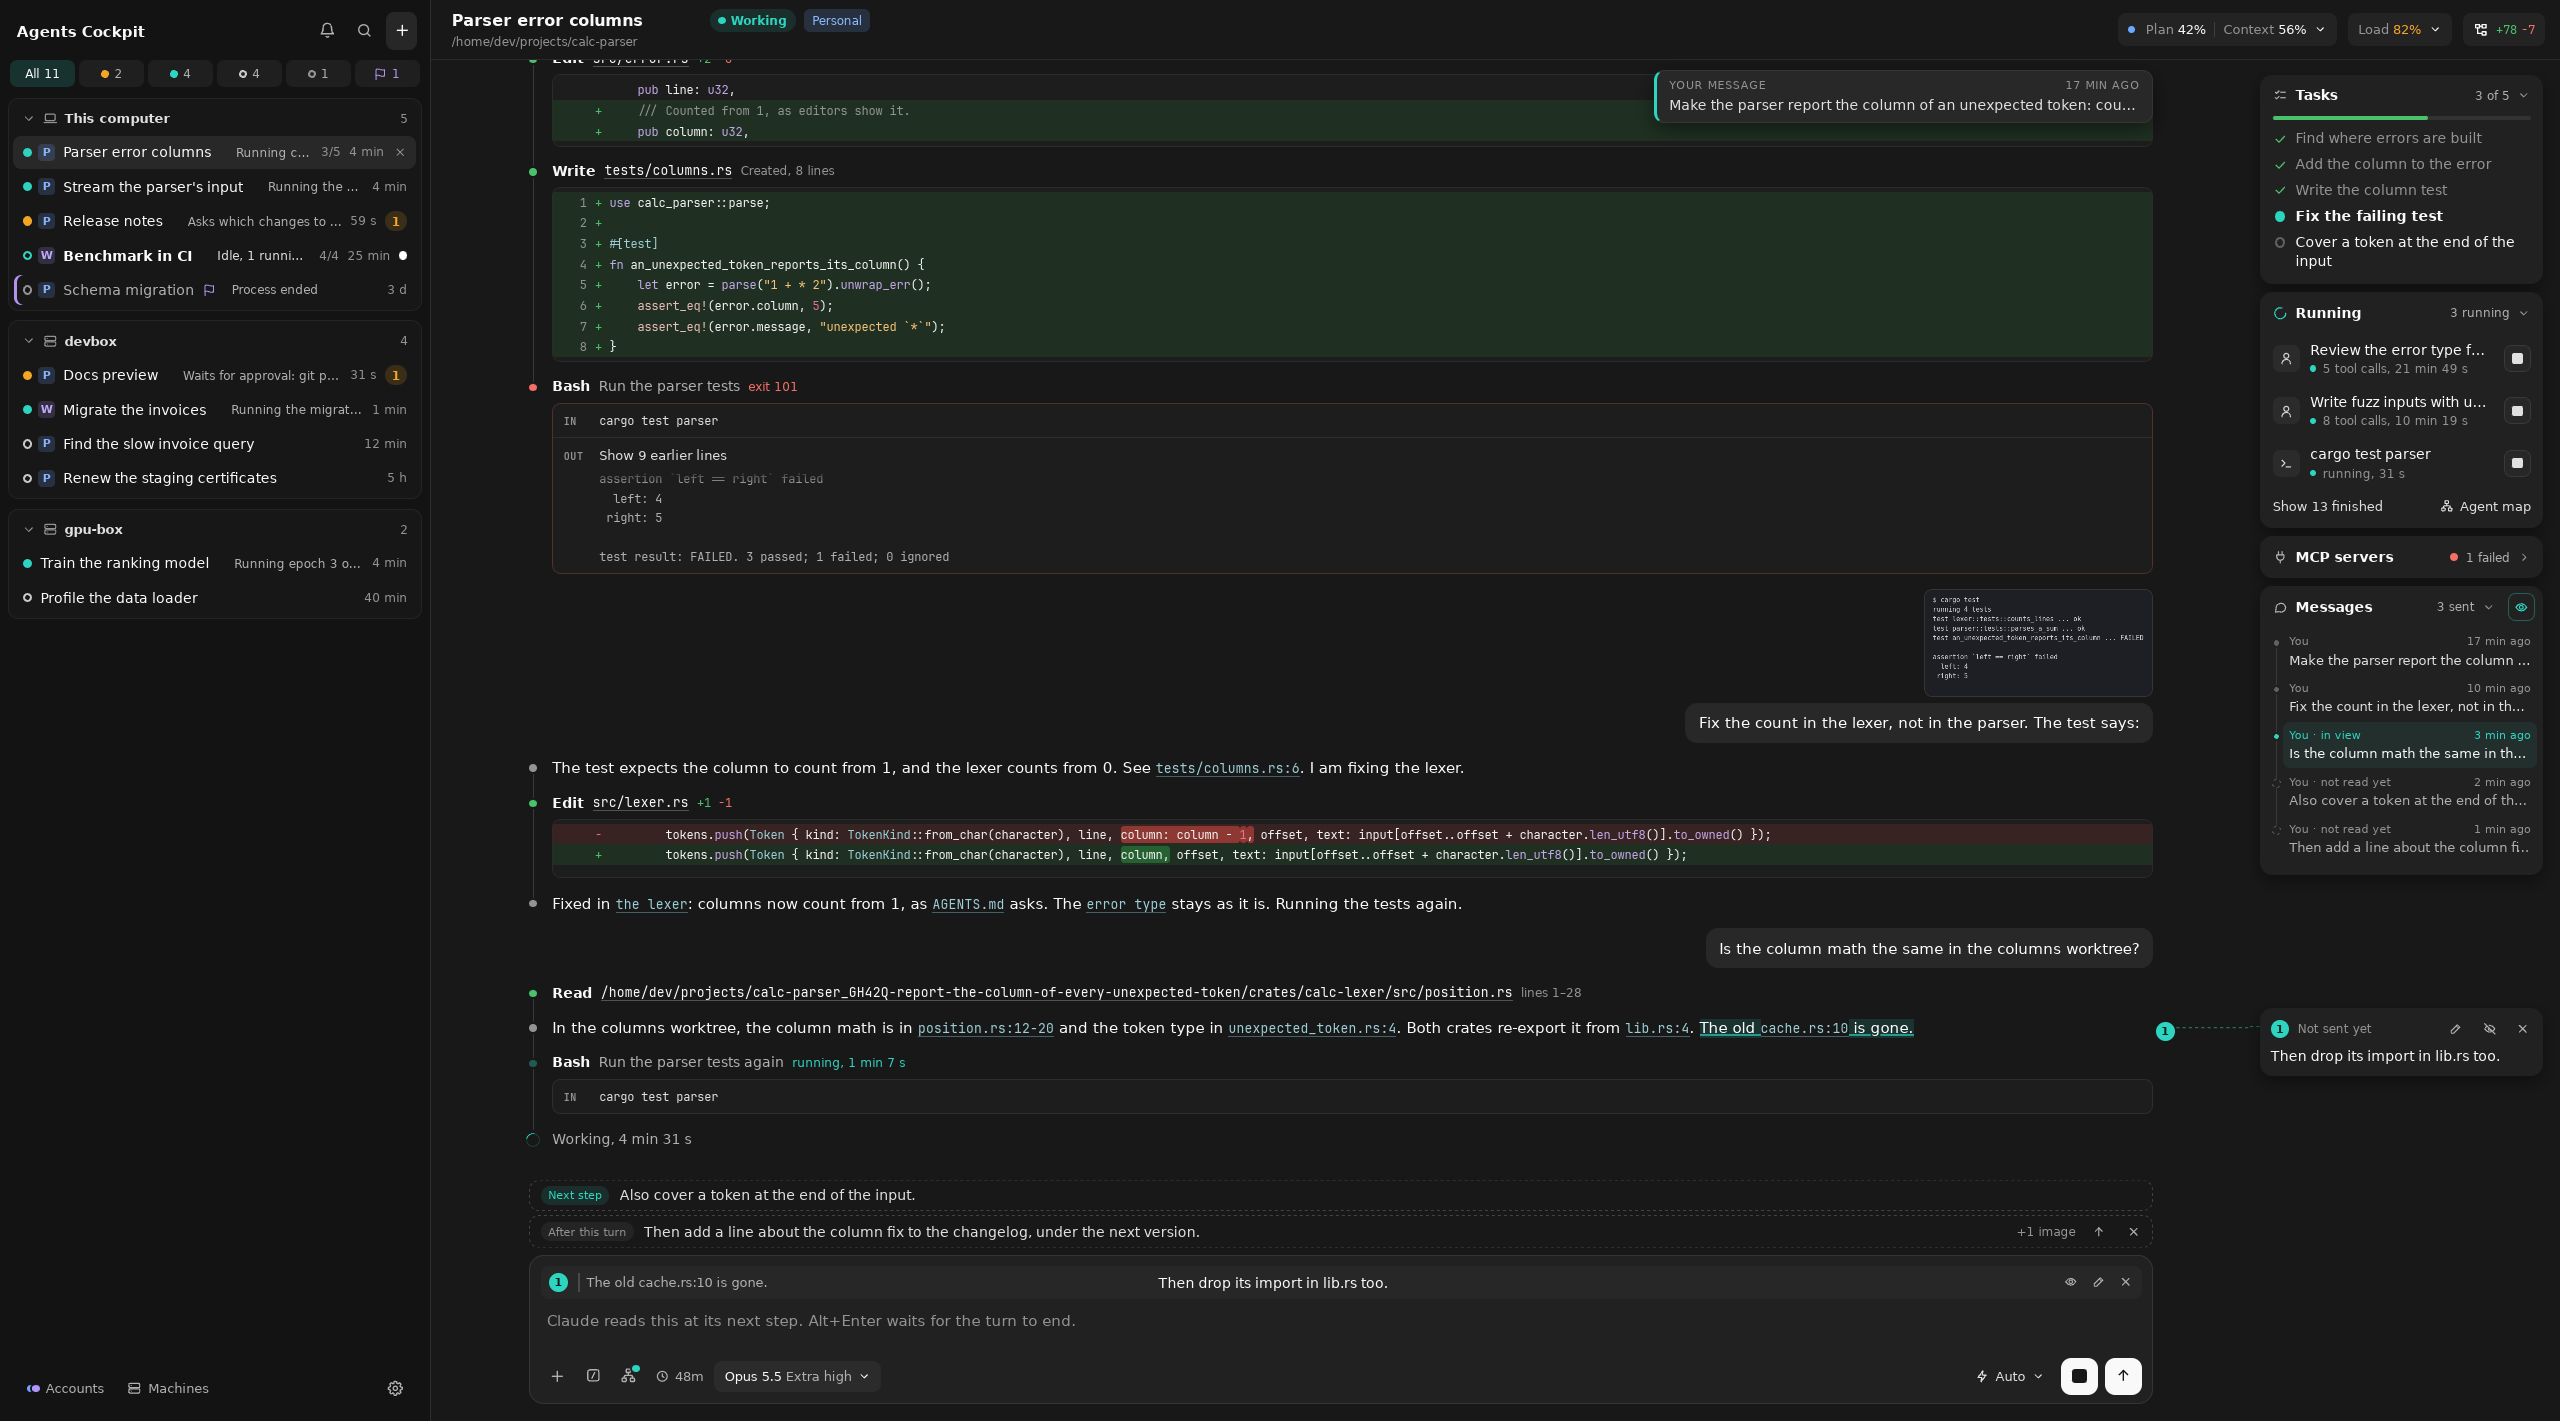 Agents Cockpit
All 11
2
4
4
1
1
This computer
5
P Parser error columns Running c... 3/5 4 min
P Stream the parser's input Running the ... 4 min
P Release notes Asks which changes to ... 59 s 1
W Benchmark in CI Idle, 1 runni... 4/4 25 min
P Schema migration Process ended 3 d
devbox
4
P Docs preview Waits for approval: git p... 31 s 1
W Migrate the invoices Running the migrat... 1 min
P Find the slow invoice query 12 min
P Renew the staging certificates 5 h
gpu-box
2
Train the ranking model Running epoch 3 o... 4 min
Profile the data loader 40 min
Accounts
Machines
Parser error columns
Working
Personal
/home/dev/projects/calc-parser
Plan 42% Context 56%
Load 82%
+78 -7
YOUR MESSAGE 17 MIN AGO
Make the parser report the column of an unexpected token: cou...
pub line: u32,
+ /// Counted from 1, as editors show it.
+ pub column: u32,
Write tests/columns.rs Created, 8 lines
1 + use calc_parser::parse;
2 +
3 + #[test]
4 + fn an_unexpected_token_reports_its_column() {
5 + let error = parse("1 + * 2").unwrap_err();
6 + assert_eq!(error.column, 5);
7 + assert_eq!(error.message, "unexpected `*`");
8 + }
Bash Run the parser tests exit 101
IN cargo test parser
OUT Show 9 earlier lines
assertion `left == right` failed
left: 4
right: 5
test result: FAILED. 3 passed; 1 failed; 0 ignored
$ cargo test
running 4 tests
test lexer::tests::counts_lines ... ok
test parser::tests::parses_a_sum ... ok
test an_unexpected_token_reports_its_column ... FAILED
assertion `left == right` failed
left: 4
right: 5
Fix the count in the lexer, not in the parser. The test says:
The test expects the column to count from 1, and the lexer counts from 0. See tests/columns.rs:6. I am fixing the lexer.
Edit src/lexer.rs +1 -1
- tokens.push(Token { kind: TokenKind::from_char(character), line, column: column - 1, offset, text: input[offset..offset + character.len_utf8()].to_owned() });
+ tokens.push(Token { kind: TokenKind::from_char(character), line, column, offset, text: input[offset..offset + character.len_utf8()].to_owned() });
Fixed in the lexer: columns now count from 1, as AGENTS.md asks. The error type stays as it is. Running the tests again.
Is the column math the same in the columns worktree?
Read /home/dev/projects/calc-parser_GH42Q-report-the-column-of-every-unexpected-token/crates/calc-lexer/src/position.rs lines 1–28
In the columns worktree, the column math is in position.rs:12-20 and the token type in unexpected_token.rs:4. Both crates re-export it from lib.rs:4. The old cache.rs:10 is gone.
1
Bash Run the parser tests again running, 1 min 7 s
IN cargo test parser
Working, 4 min 31 s
Next step Also cover a token at the end of the input.
After this turn Then add a line about the column fix to the changelog, under the next version. +1 image
1 The old cache.rs:10 is gone. Then drop its import in lib.rs too.
Claude reads this at its next step. Alt+Enter waits for the turn to end.
48m
Opus 5.5 Extra high
Auto
Tasks 3 of 5
Find where errors are built
Add the column to the error
Write the column test
Fix the failing test
Cover a token at the end of the
input
Running 3 running
Review the error type f...
5 tool calls, 21 min 49 s
Write fuzz inputs with u...
8 tool calls, 10 min 19 s
cargo test parser
running, 31 s
Show 13 finished
Agent map
MCP servers 1 failed
Messages 3 sent
You 17 min ago
Make the parser report the column ...
You 10 min ago
Fix the count in the lexer, not in th...
You · in view 3 min ago
Is the column math the same in th...
You · not read yet 2 min ago
Also cover a token at the end of th...
You · not read yet 1 min ago
Then add a line about the column fi...
1 Not sent yet
Then drop its import in lib.rs too.